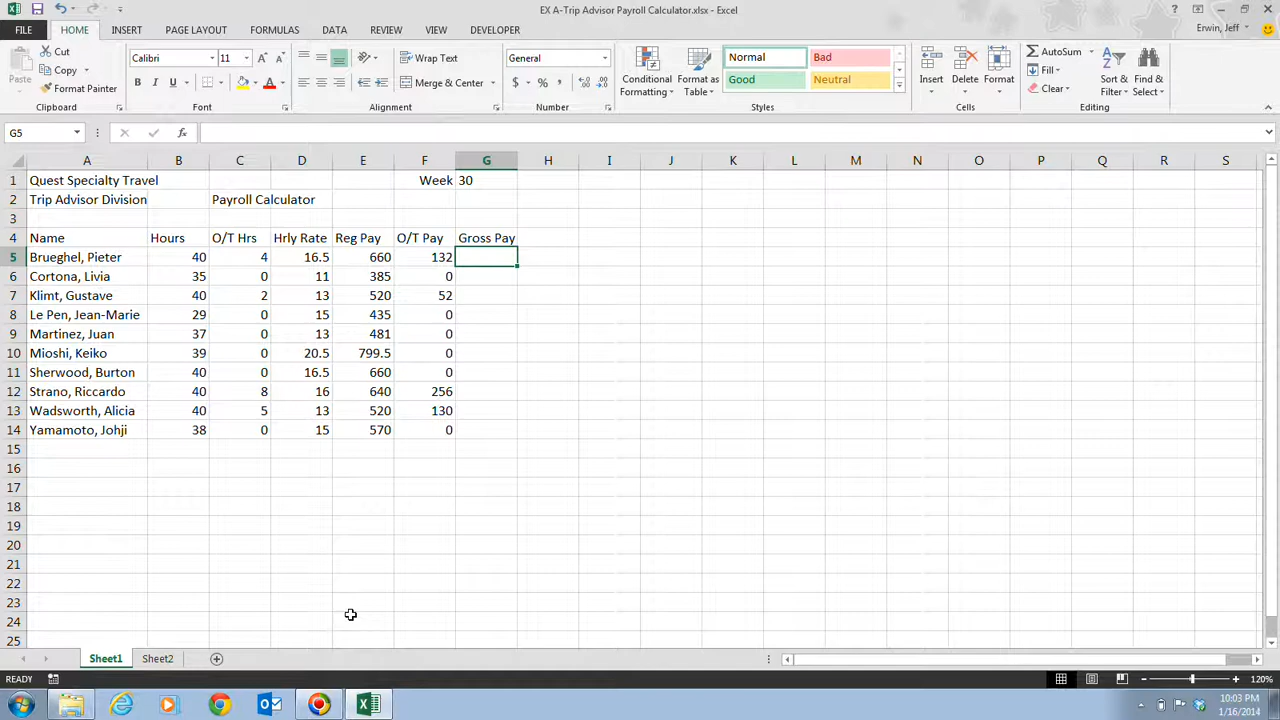 EX A-Trip Advisor Payroll Calculator.xlsx - Excel
FILE HOME INSERT PAGE LAYOUT FORMULAS DATA REVIEW VIEW DEVELOPER Erwin, Jeff
Paste Cut Copy Format Painter
Calibri 11
B I U
Wrap Text
Merge & Center
General
$ % ,
Conditional Formatting
Format as Table
Normal Bad
Good Neutral
Insert Delete Format
AutoSum
Fill
Clear
Sort & Filter
Find & Select
Clipboard Font Alignment Number Styles Cells Editing
G5 fx
A B C D E F G H I J K L M N O P Q R S
1 Quest Specialty Travel Week 30
2 Trip Advisor Division Payroll Calculator
3
4 Name Hours O/T Hrs Hrly Rate Reg Pay O/T Pay Gross Pay
5 Brueghel, Pieter 40 4 16.5 660 132
6 Cortona, Livia 35 0 11 385 0
7 Klimt, Gustave 40 2 13 520 52
8 Le Pen, Jean-Marie 29 0 15 435 0
9 Martinez, Juan 37 0 13 481 0
10 Mioshi, Keiko 39 0 20.5 799.5 0
11 Sherwood, Burton 40 0 16.5 660 0
12 Strano, Riccardo 40 8 16 640 256
13 Wadsworth, Alicia 40 5 13 520 130
14 Yamamoto, Johji 38 0 15 570 0
15
16
17
18
19
20
21
22
23
24
25
Sheet1 Sheet2
READY 120%
10:03 PM
1/16/2014